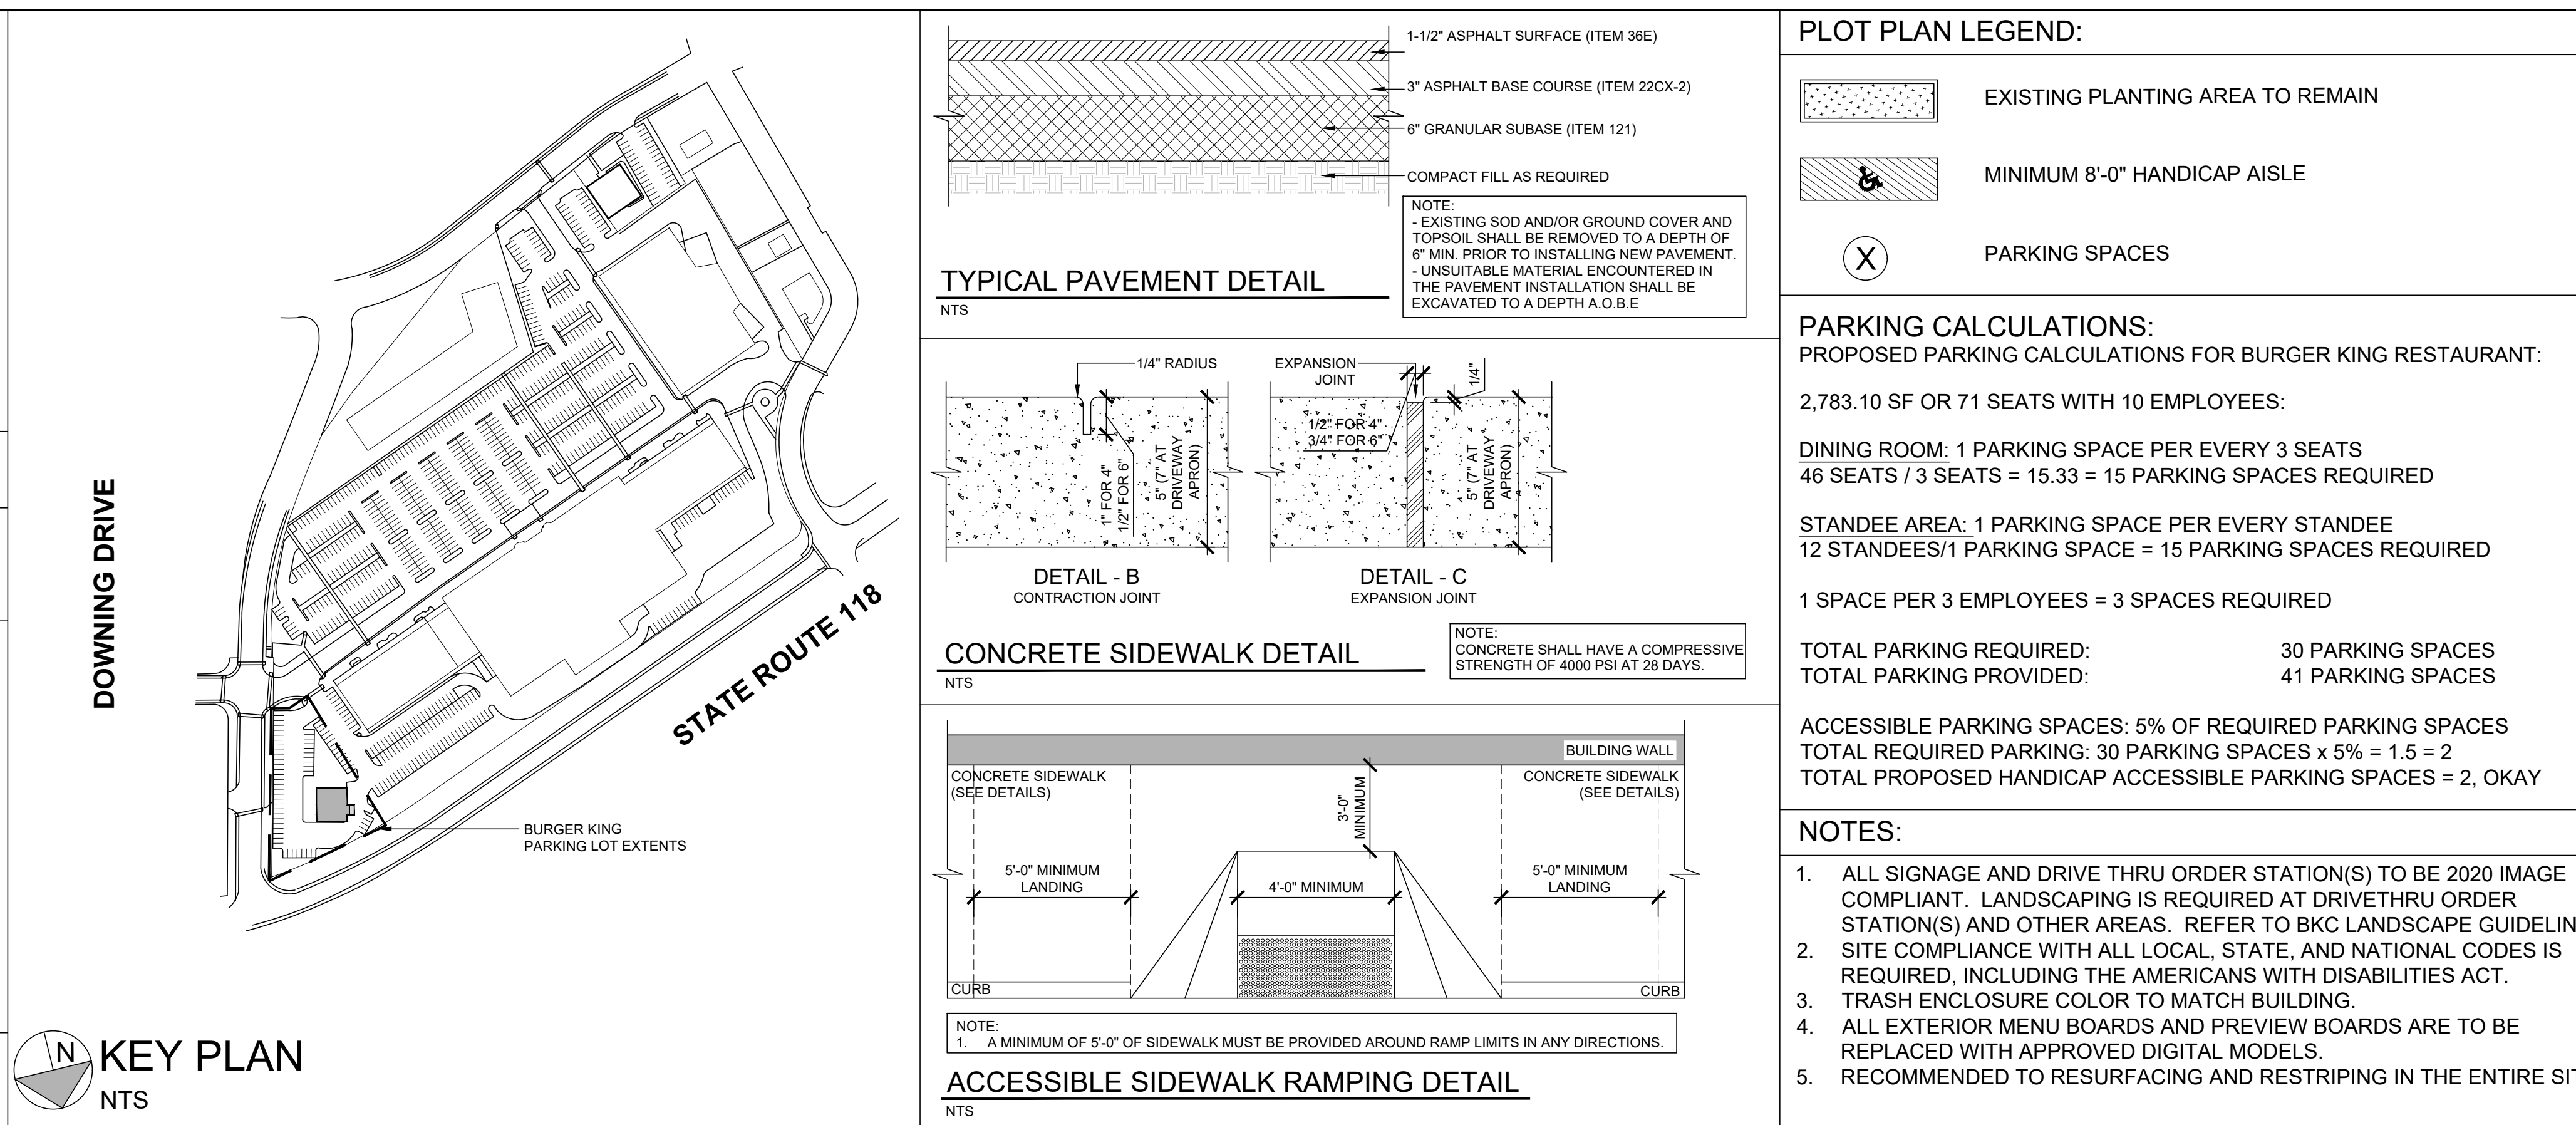 DOWNING DRIVE
STATE ROUTE 118
BURGER KING
PARKING LOT EXTENTS
N
KEY PLAN
NTS
1-1/2" ASPHALT SURFACE (ITEM 36E)
3" ASPHALT BASE COURSE (ITEM 22CX-2)
6" GRANULAR SUBASE (ITEM 121)
COMPACT FILL AS REQUIRED
NOTE:
- EXISTING SOD AND/OR GROUND COVER AND
TOPSOIL SHALL BE REMOVED TO A DEPTH OF
6" MIN. PRIOR TO INSTALLING NEW PAVEMENT.
- UNSUITABLE MATERIAL ENCOUNTERED IN
THE PAVEMENT INSTALLATION SHALL BE
EXCAVATED TO A DEPTH A.O.B.E
TYPICAL PAVEMENT DETAIL
NTS
1/4" RADIUS
1" FOR 4"
1/2" FOR 6"
5" (7" AT
DRIVEWAY
APRON)
DETAIL - B
CONTRACTION JOINT
EXPANSION
JOINT
1/4"
1/2" FOR 4"
3/4" FOR 6"
5" (7" AT
DRIVEWAY
APRON)
DETAIL - C
EXPANSION JOINT
NOTE:
CONCRETE SHALL HAVE A COMPRESSIVE
STRENGTH OF 4000 PSI AT 28 DAYS.
CONCRETE SIDEWALK DETAIL
NTS
BUILDING WALL
CONCRETE SIDEWALK
(SEE DETAILS)
CONCRETE SIDEWALK
(SEE DETAILS)
3'-0"
MINIMUM
5'-0" MINIMUM
LANDING
4'-0" MINIMUM
5'-0" MINIMUM
LANDING
CURB
CURB
NOTE:
1. A MINIMUM OF 5'-0" OF SIDEWALK MUST BE PROVIDED AROUND RAMP LIMITS IN ANY DIRECTIONS.
ACCESSIBLE SIDEWALK RAMPING DETAIL
NTS
PLOT PLAN LEGEND:
EXISTING PLANTING AREA TO REMAIN
MINIMUM 8'-0" HANDICAP AISLE
X
PARKING SPACES
PARKING CALCULATIONS:
PROPOSED PARKING CALCULATIONS FOR BURGER KING RESTAURANT:
2,783.10 SF OR 71 SEATS WITH 10 EMPLOYEES:
DINING ROOM: 1 PARKING SPACE PER EVERY 3 SEATS
46 SEATS / 3 SEATS = 15.33 = 15 PARKING SPACES REQUIRED
STANDEE AREA: 1 PARKING SPACE PER EVERY STANDEE
12 STANDEES/1 PARKING SPACE = 15 PARKING SPACES REQUIRED
1 SPACE PER 3 EMPLOYEES = 3 SPACES REQUIRED
TOTAL PARKING REQUIRED: 30 PARKING SPACES
TOTAL PARKING PROVIDED: 41 PARKING SPACES
ACCESSIBLE PARKING SPACES: 5% OF REQUIRED PARKING SPACES
TOTAL REQUIRED PARKING: 30 PARKING SPACES x 5% = 1.5 = 2
TOTAL PROPOSED HANDICAP ACCESSIBLE PARKING SPACES = 2, OKAY
NOTES:
1. ALL SIGNAGE AND DRIVE THRU ORDER STATION(S) TO BE 2020 IMAGE
COMPLIANT. LANDSCAPING IS REQUIRED AT DRIVETHRU ORDER
STATION(S) AND OTHER AREAS. REFER TO BKC LANDSCAPE GUIDELIN
2. SITE COMPLIANCE WITH ALL LOCAL, STATE, AND NATIONAL CODES IS
REQUIRED, INCLUDING THE AMERICANS WITH DISABILITIES ACT.
3. TRASH ENCLOSURE COLOR TO MATCH BUILDING.
4. ALL EXTERIOR MENU BOARDS AND PREVIEW BOARDS ARE TO BE
REPLACED WITH APPROVED DIGITAL MODELS.
5. RECOMMENDED TO RESURFACING AND RESTRIPING IN THE ENTIRE SI